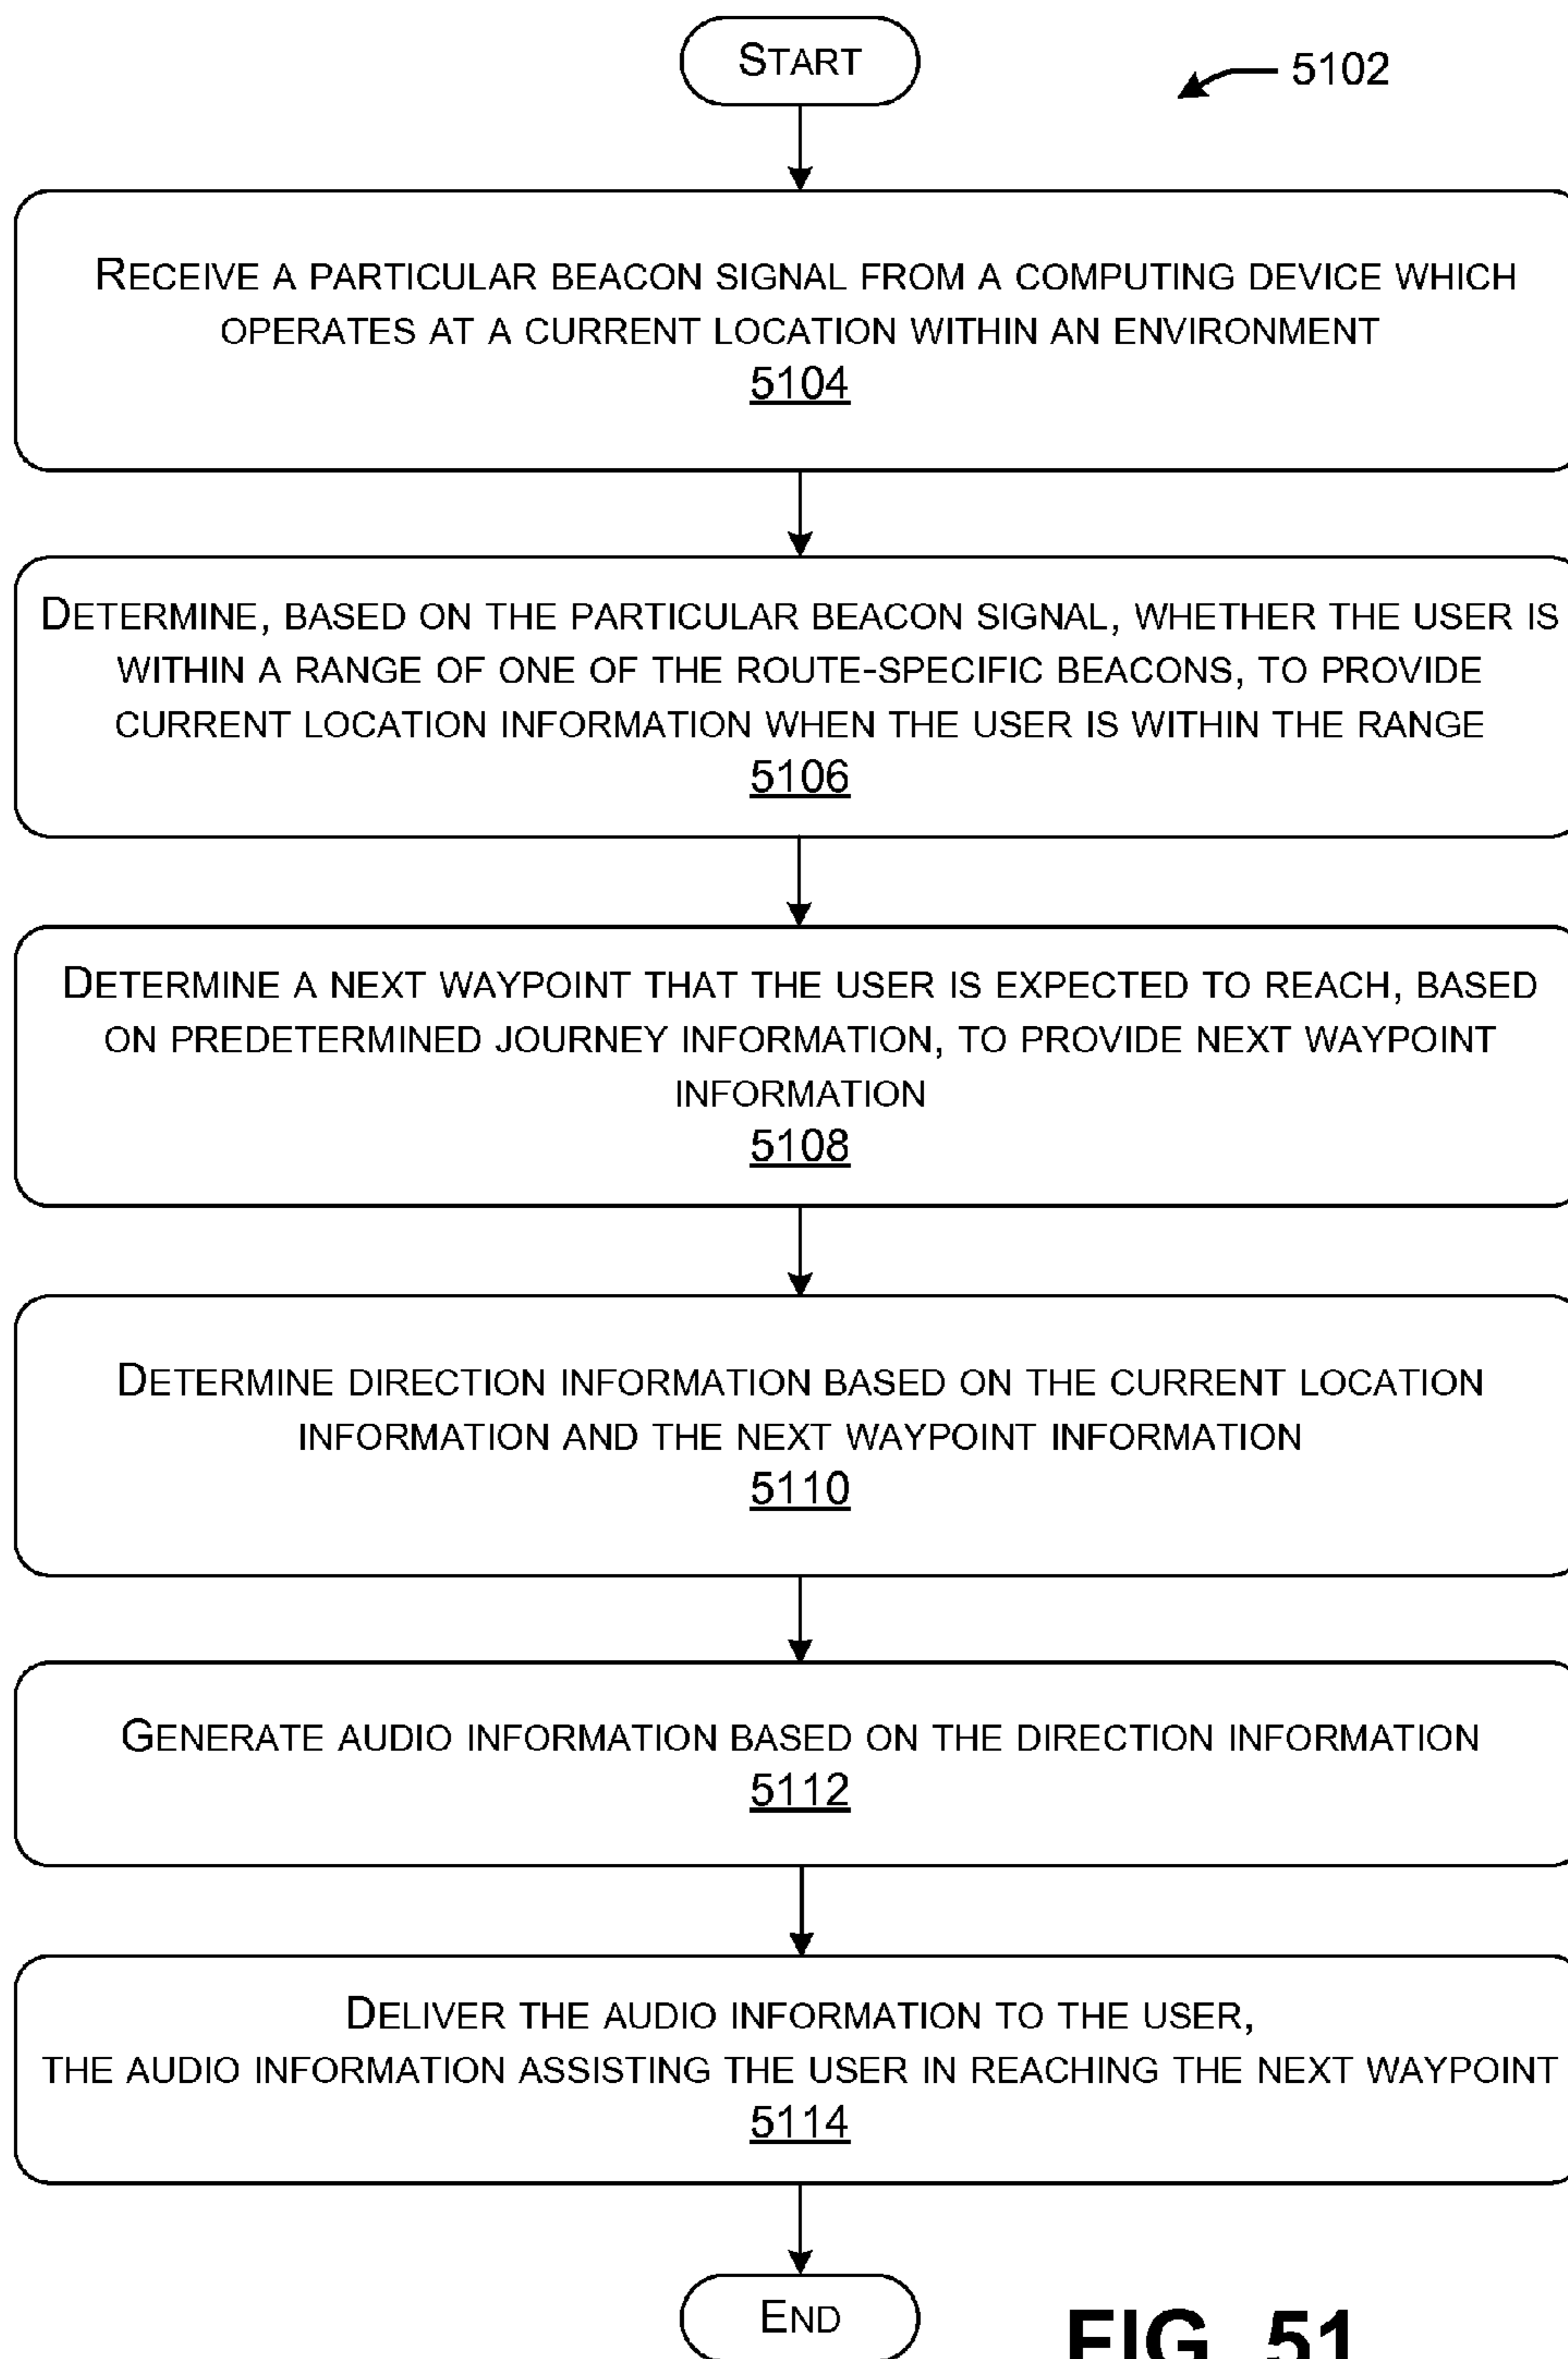 START
5102
RECEIVE A PARTICULAR BEACON SIGNAL FROM A COMPUTING DEVICE WHICH
OPERATES AT A CURRENT LOCATION WITHIN AN ENVIRONMENT
5104
DETERMINE, BASED ON THE PARTICULAR BEACON SIGNAL, WHETHER THE USER IS
WITHIN A RANGE OF ONE OF THE ROUTE-SPECIFIC BEACONS, TO PROVIDE
CURRENT LOCATION INFORMATION WHEN THE USER IS WITHIN THE RANGE
5106
DETERMINE A NEXT WAYPOINT THAT THE USER IS EXPECTED TO REACH, BASED
ON PREDETERMINED JOURNEY INFORMATION, TO PROVIDE NEXT WAYPOINT
INFORMATION
5108
DETERMINE DIRECTION INFORMATION BASED ON THE CURRENT LOCATION
INFORMATION AND THE NEXT WAYPOINT INFORMATION
5110
GENERATE AUDIO INFORMATION BASED ON THE DIRECTION INFORMATION
5112
DELIVER THE AUDIO INFORMATION TO THE USER,
THE AUDIO INFORMATION ASSISTING THE USER IN REACHING THE NEXT WAYPOINT
5114
END
FIG. 51